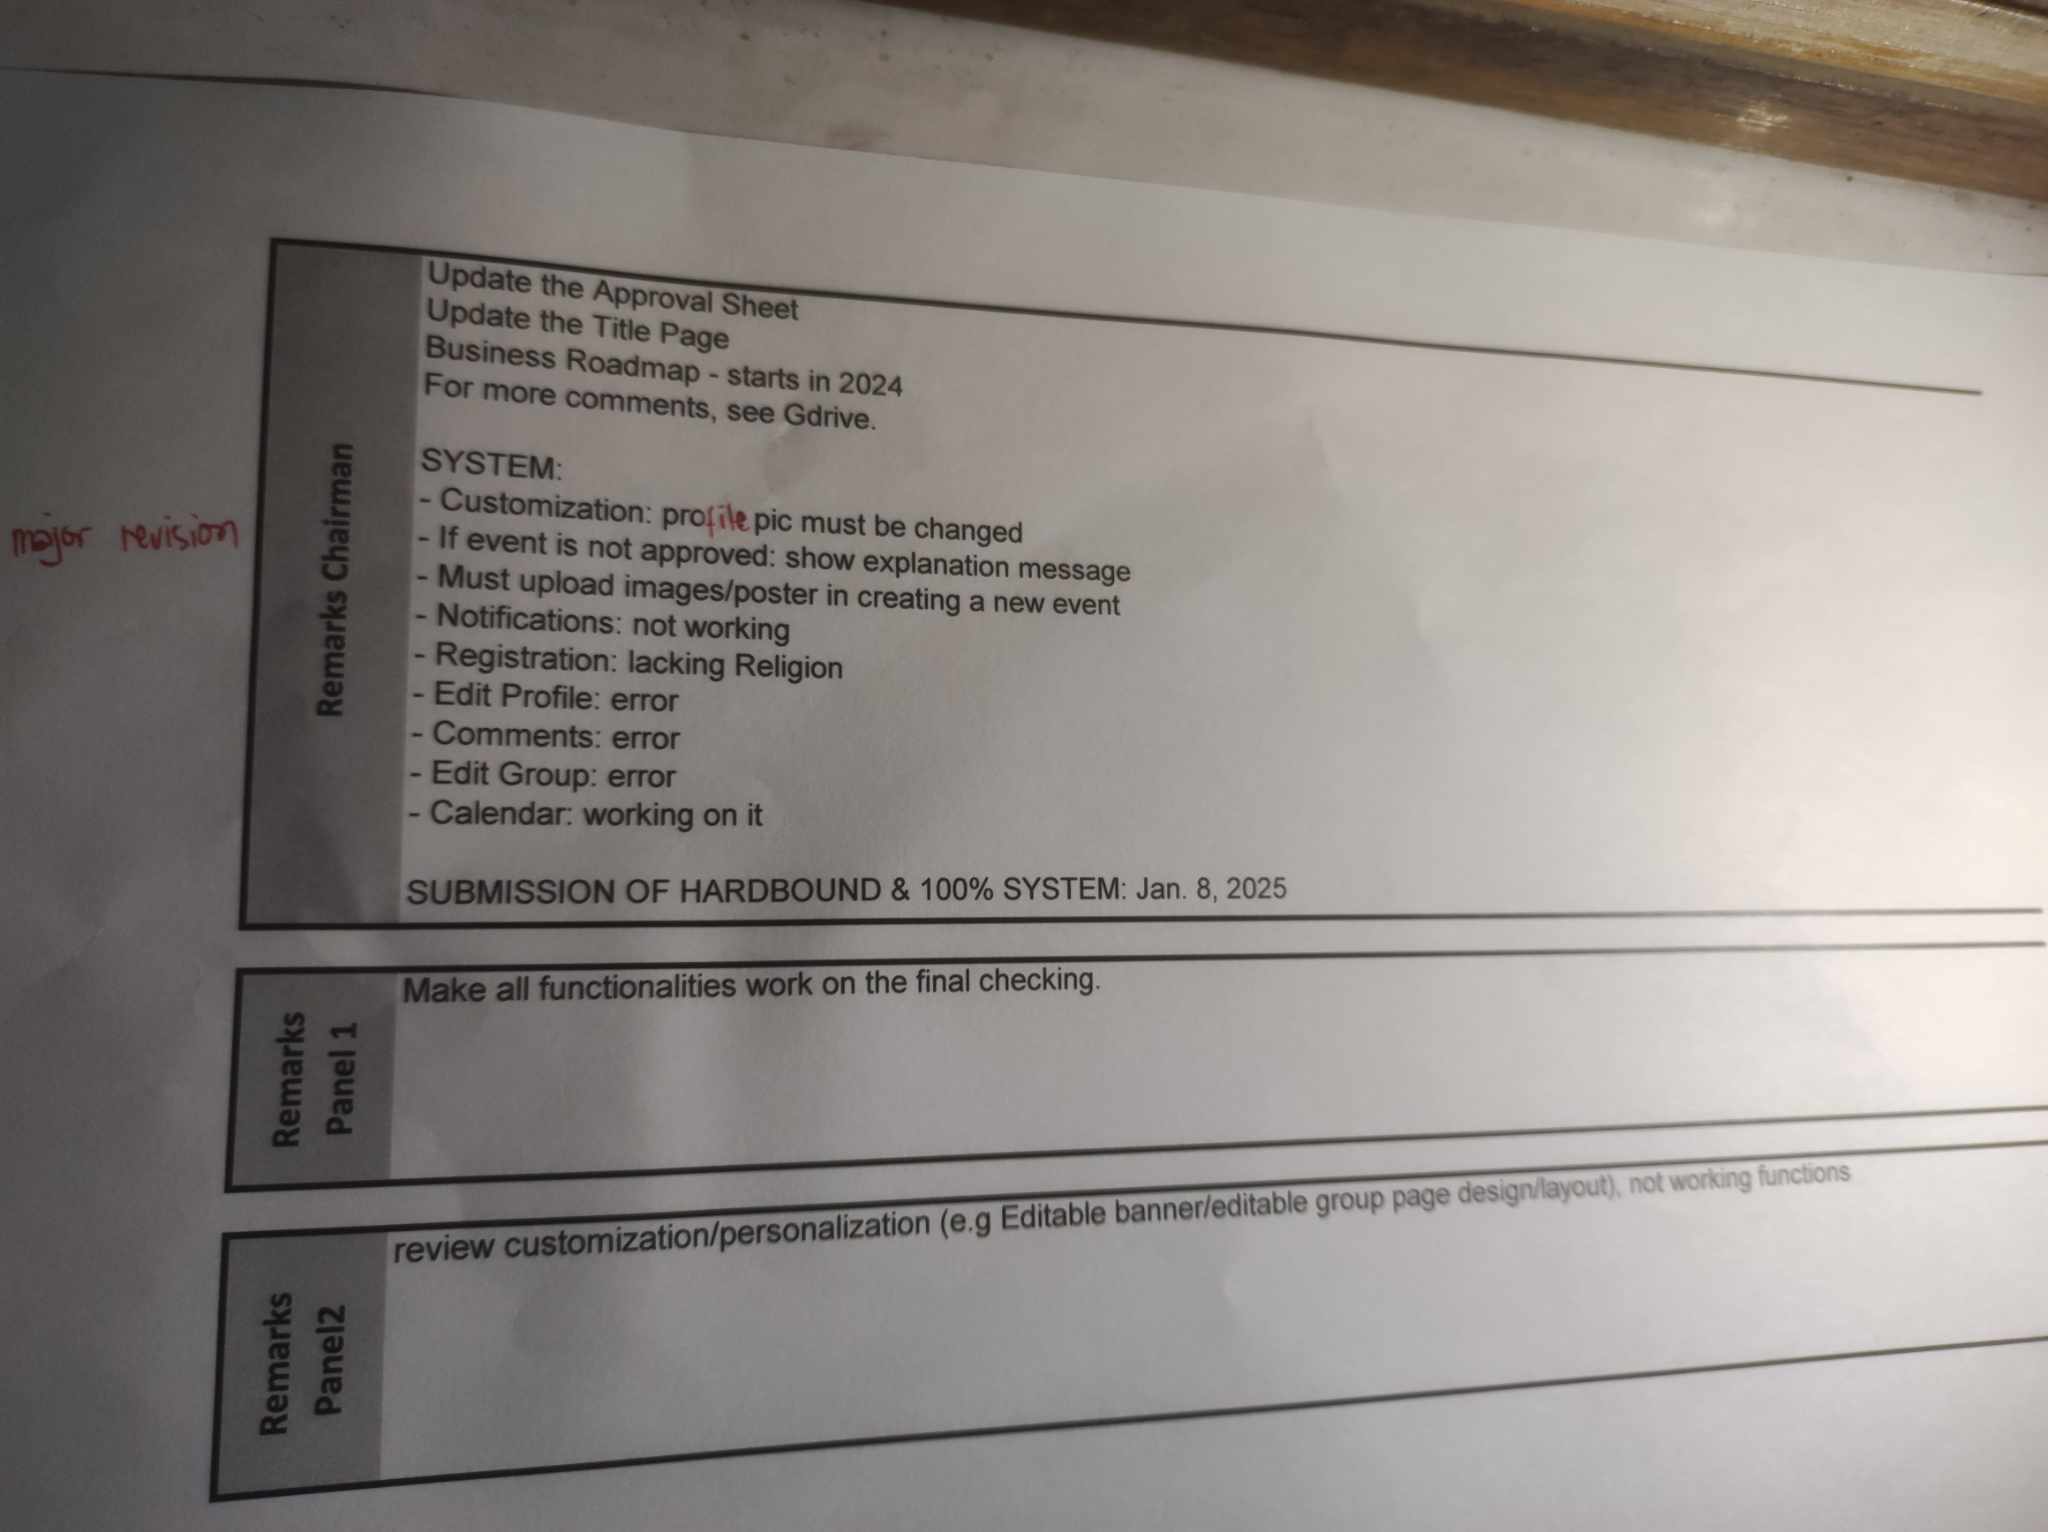 Update the Approval Sheet
Update the Title Page
Business Roadmap - starts in 2024
For more comments, see Gdrive.
SYSTEM:
- Customization: profile pic must be changed
- If event is not approved: show explanation message
- Must upload images/poster in creating a new event
- Notifications: not working
- Registration: lacking Religion
- Edit Profile: error
- Comments: error
- Edit Group: error
- Calendar: working on it
SUBMISSION OF HARDBOUND & 100% SYSTEM: Jan. 8, 2025
Remarks Chairman
major revision
Remarks
Panel 1
Make all functionalities work on the final checking.
Remarks
Panel2
review customization/personalization (e.g Editable banner/editable group page design/layout), not working functions